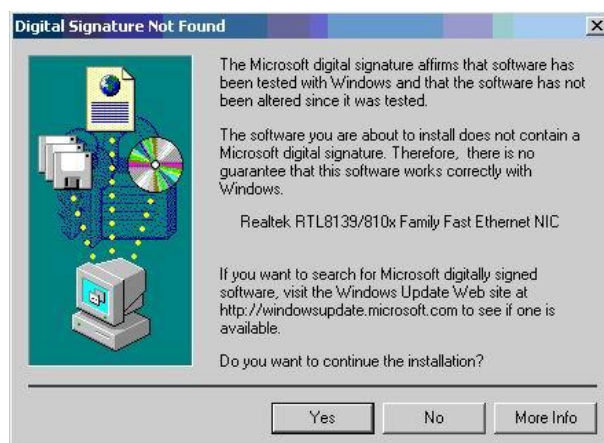 Digital Signature Not Found
The Microsoft digital signature affirms that software has
been tested with Windows and that the software has not
been altered since it was tested.
The software you are about to install does not contain a
Microsoft digital signature. Therefore, there is no
guarantee that this software works correctly with
Windows.
Realtek RTL8139/810x Family Fast Ethernet NIC
If you want to search for Microsoft digitally signed
software, visit the Windows Update Web site at
http://windowsupdate.microsoft.com to see if one is
available.
Do you want to continue the installation?
Yes No More Info